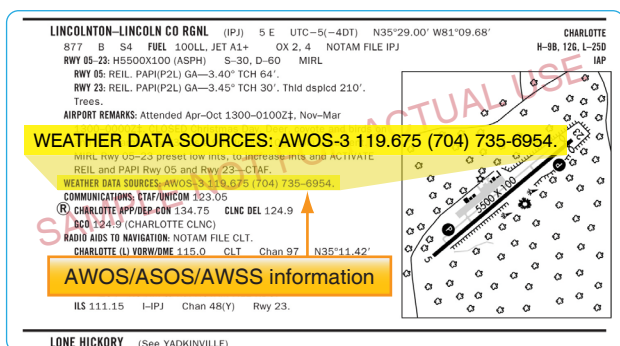 LINCOLNTON–LINCOLN CO RGNL (IPJ) 5 E UTC–5(–4DT) N35°29.00′ W81°09.68′ CHARLOTTE
877 B S4 FUEL 100LL, JET A1+ OX 2, 4 NOTAM FILE IPJ H–9B, 12G, L–25D
RWY 05–23: H5500X100 (ASPH) S–30, D–60 MIRL IAP
RWY 05: REIL. PAPI(P2L) GA—3.40° TCH 64′.
RWY 23: REIL. PAPI(P2L) GA—3.45° TCH 30′. Thld dsplcd 210′.
Trees.
AIRPORT REMARKS: Attended Apr–Oct 1300–0100Z‡, Nov–Mar
WEATHER DATA SOURCES: AWOS-3 119.675 (704) 735-6954.
MIRL Rwy 05–23 preset low ints, to increase ints and ACTIVATE
REIL and PAPI Rwy 05 and Rwy 23—CTAF.
WEATHER DATA SOURCES: AWOS–3 119.675 (704) 735–6954.
COMMUNICATIONS: CTAF/UNICOM 123.05
Ⓡ CHARLOTTE APP/DEP CON 134.75 CLNC DEL 124.9
GCO 124.9 (CHARLOTTE CLNC)
RADIO AIDS TO NAVIGATION: NOTAM FILE CLT.
CHARLOTTE (L) VORW/DME 115.0 CLT Chan 97 N35°11.42′
AWOS/ASOS/AWSS information
ILS 111.15 I–IPJ Chan 48(Y) Rwy 23.
LONE HICKORY (See YADKINVILLE)
5500 X 100
5
P
P